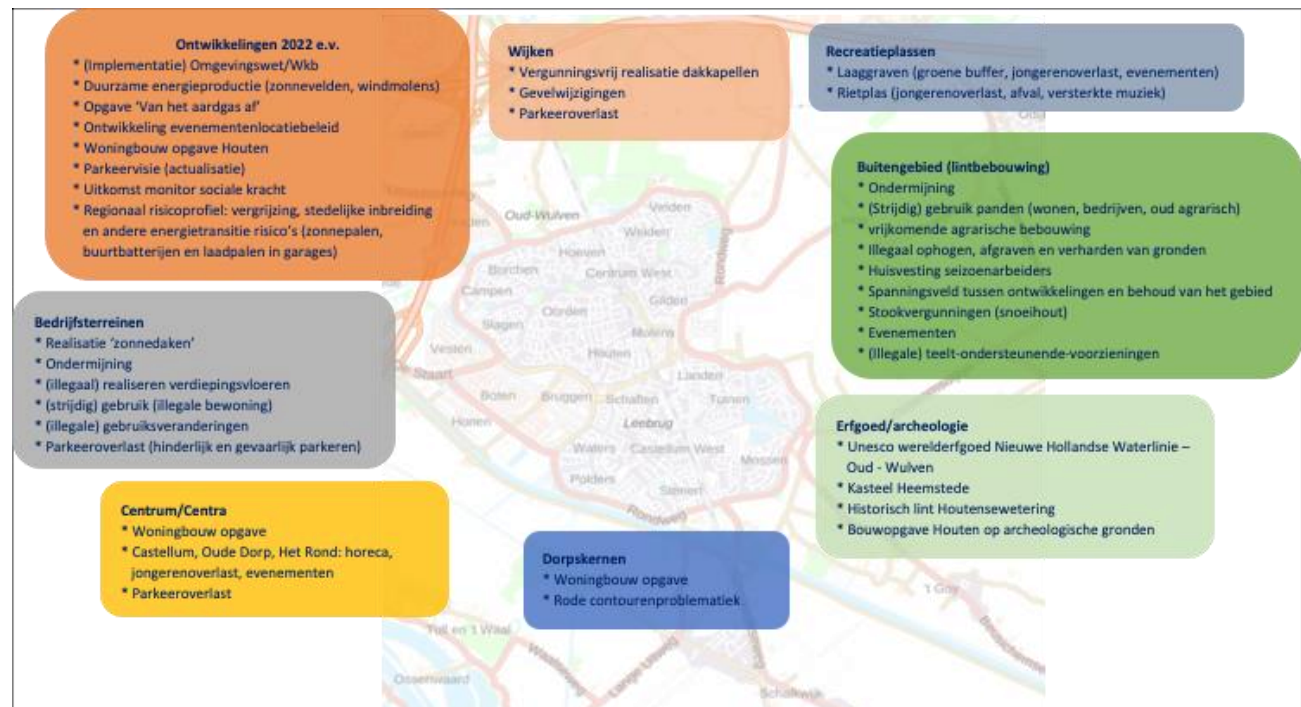 Ontwikkelingen 2022 e.v.
* (Implementatie) Omgevingswet/Wkb
* Duurzame energieproductie (zonnevelden, windmolens)
* Opgave ‘Van het aardgas af’
* Ontwikkeling evenementenlocatiebeleid
* Woningbouw opgave Houten
* Parkeervisie (actualisatie)
* Uitkomst monitor sociale kracht
* Regionaal risicoprofiel: vergrijzing, stedelijke inbreiding
en andere energietransitie risico’s (zonnepalen,
buurtbatterijen en laadpalen in garages)
Wijken
* Vergunningsvrij realisatie dakkapellen
* Gevelwijzigingen
* Parkeeroverlast
Recreatieplassen
* Laaggraven (groene buffer, jongerenoverlast, evenementen)
* Rietplas (jongerenoverlast, afval, versterkte muziek)
Buitengebied (lintbebouwing)
* Ondermijning
* (Strijdig) gebruik panden (wonen, bedrijven, oud agrarisch)
* vrijkomende agrarische bebouwing
* Illegaal ophogen, afgraven en verharden van gronden
* Huisvesting seizoenarbeiders
* Spanningsveld tussen ontwikkelingen en behoud van het gebied
* Stookvergunningen (snoeihout)
* Evenementen
* (Illegale) teelt-ondersteunende-voorzieningen
Bedrijfsterreinen
* Realisatie ‘zonnedaken’
* Ondermijning
* (illegaal) realiseren verdiepingsvloeren
* (strijdig) gebruik (illegale bewoning)
* (illegale) gebruiksveranderingen
* Parkeeroverlast (hinderlijk en gevaarlijk parkeren)
Erfgoed/archeologie
* Unesco werelderfgoed Nieuwe Hollandse Waterlinie –
Oud - Wulven
* Kasteel Heemstede
* Historisch lint Houtensewetering
* Bouwopgave Houten op archeologische gronden
Centrum/Centra
* Woningbouw opgave
* Castellum, Oude Dorp, Het Rond: horeca,
jongerenoverlast, evenementen
* Parkeeroverlast
Dorpskernen
* Woningbouw opgave
* Rode contourenproblematiek
Oud-Wulven
Vinden
Weiden
Hoeven
Borchen
Centrum West
Rondweg
Campen
Gilden
Oorden
Slagen
Molens
Vesten
Houten
De Staart
Landen
Boten
Bruggen
Schaften
Tuinen
Honen
Leebrug
Waters
Castellum West
Mossen
Polders
Stenen
Rondweg
't Goy
Tull en 't Waal
Waalseweg
Lange Uitweg
Ossenwaard
Schalkwijk